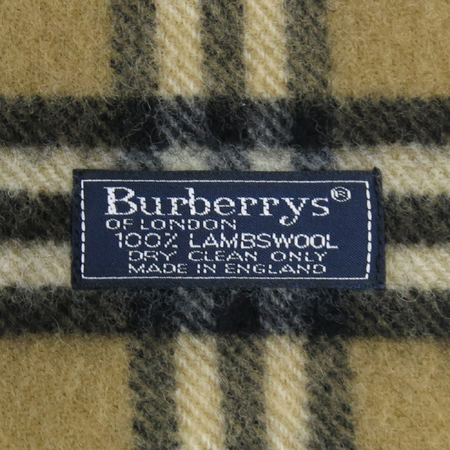 Burberrys®
OF LONDON
100% LAMBSWOOL
DRY CLEAN ONLY
MADE IN ENGLAND